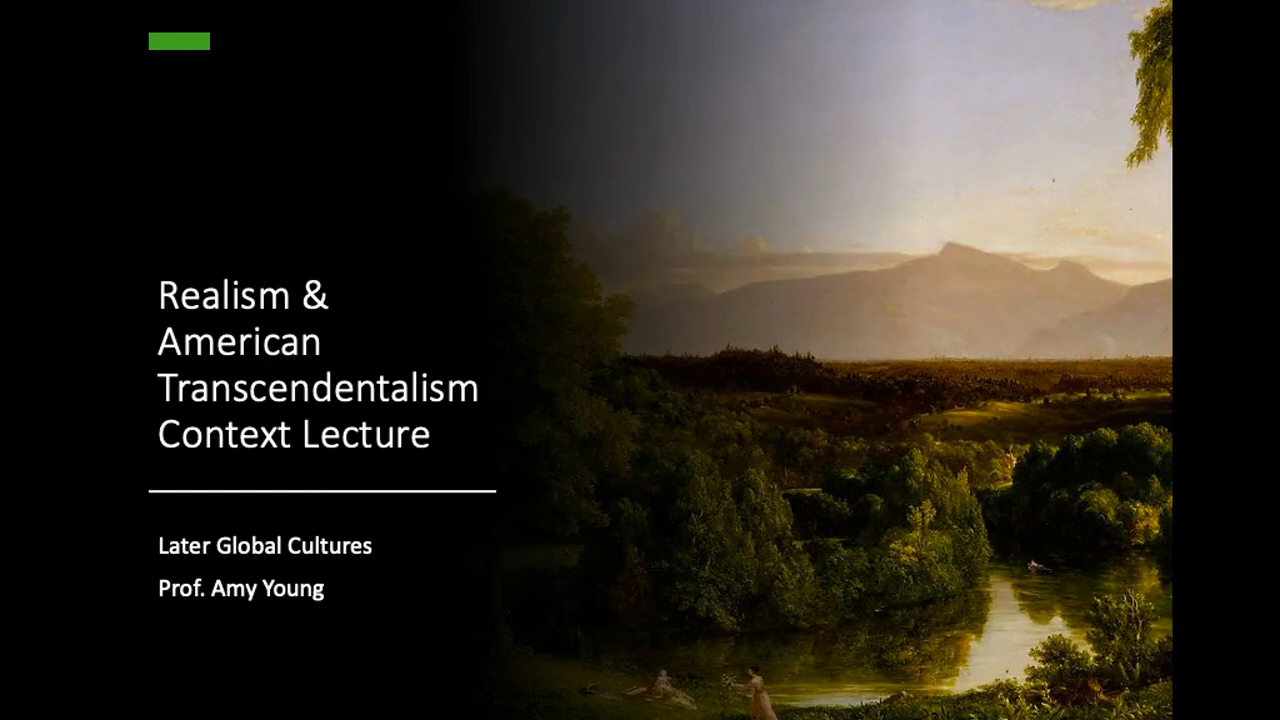 Realism &
American
Transcendentalism
Context Lecture
Later Global Cultures
Prof. Amy Young